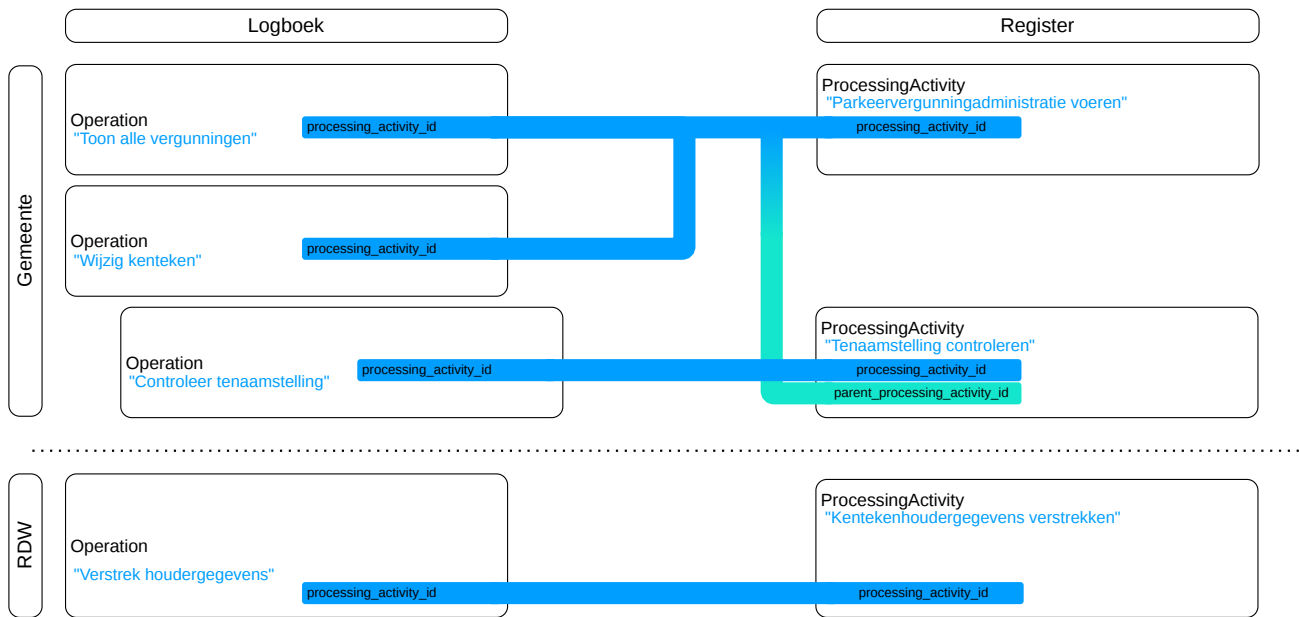 Logboek
Register
Gemeente
Operation
"Toon alle vergunningen"
processing_activity_id
ProcessingActivity
"Parkeervergunningadministratie voeren"
processing_activity_id
Operation
"Wijzig kenteken"
processing_activity_id
Operation
"Controleer tenaamstelling"
processing_activity_id
ProcessingActivity
"Tenaamstelling controleren"
processing_activity_id
parent_processing_activity_id
RDW
Operation
"Verstrek houdergegevens"
processing_activity_id
ProcessingActivity
"Kentekenhoudergegevens verstrekken"
processing_activity_id